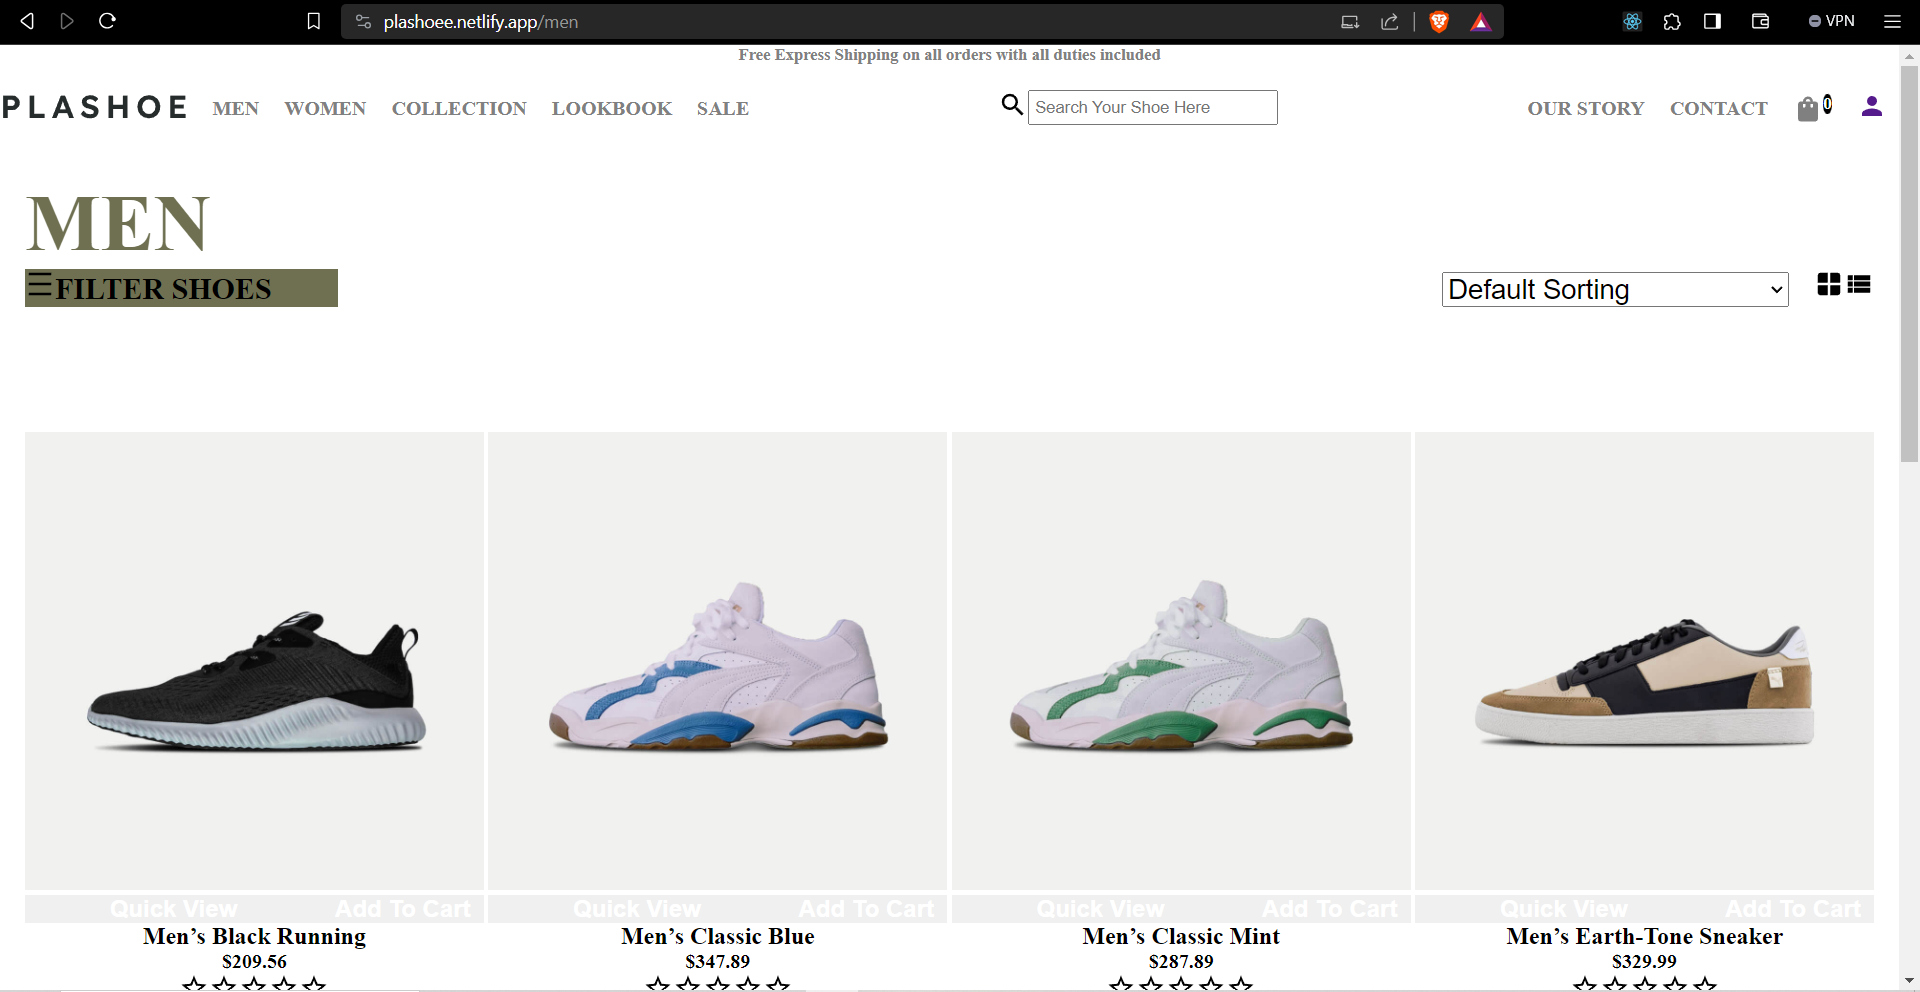 plashoee.netlify.app/men
VPN
Free Express Shipping on all orders with all duties included
PLASHOE MEN WOMEN COLLECTION LOOKBOOK SALE Search Your Shoe Here OUR STORY CONTACT 0
MEN
FILTER SHOES Default Sorting
Quick View Add To Cart Quick View Add To Cart Quick View Add To Cart Quick View Add To Cart
Men’s Black Running Men’s Classic Blue Men’s Classic Mint Men’s Earth-Tone Sneaker
$209.56 $347.89 $287.89 $329.99